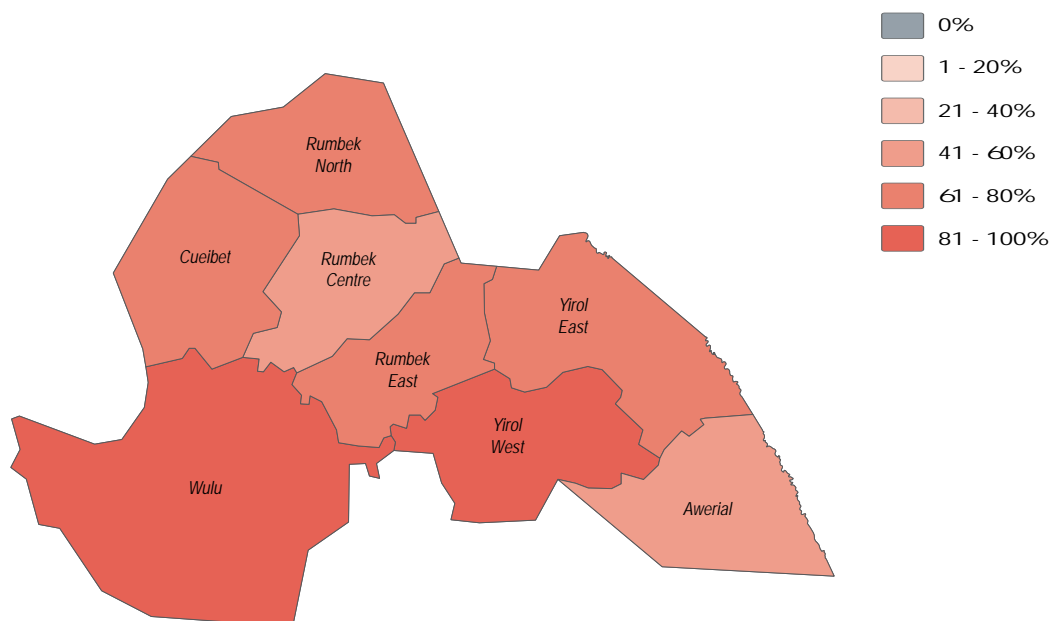 0%
1 - 20%
21 - 40%
41 - 60%
61 - 80%
81 - 100%
Rumbek
North
Cueibet
Rumbek
Centre
Yirol
East
Rumbek
East
Yirol
West
Wulu
Awerial